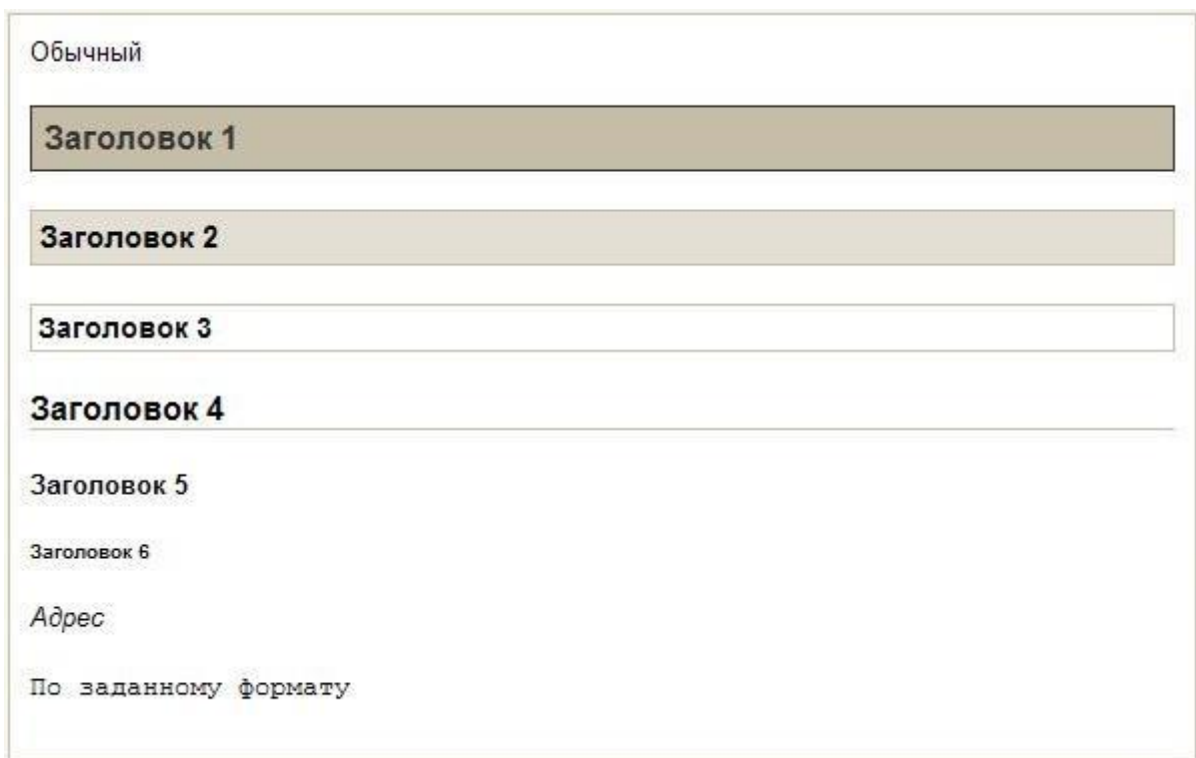 Обычный
Заголовок 1
Заголовок 2
Заголовок 3
Заголовок 4
Заголовок 5
Заголовок 6
Адрес
По заданному формату